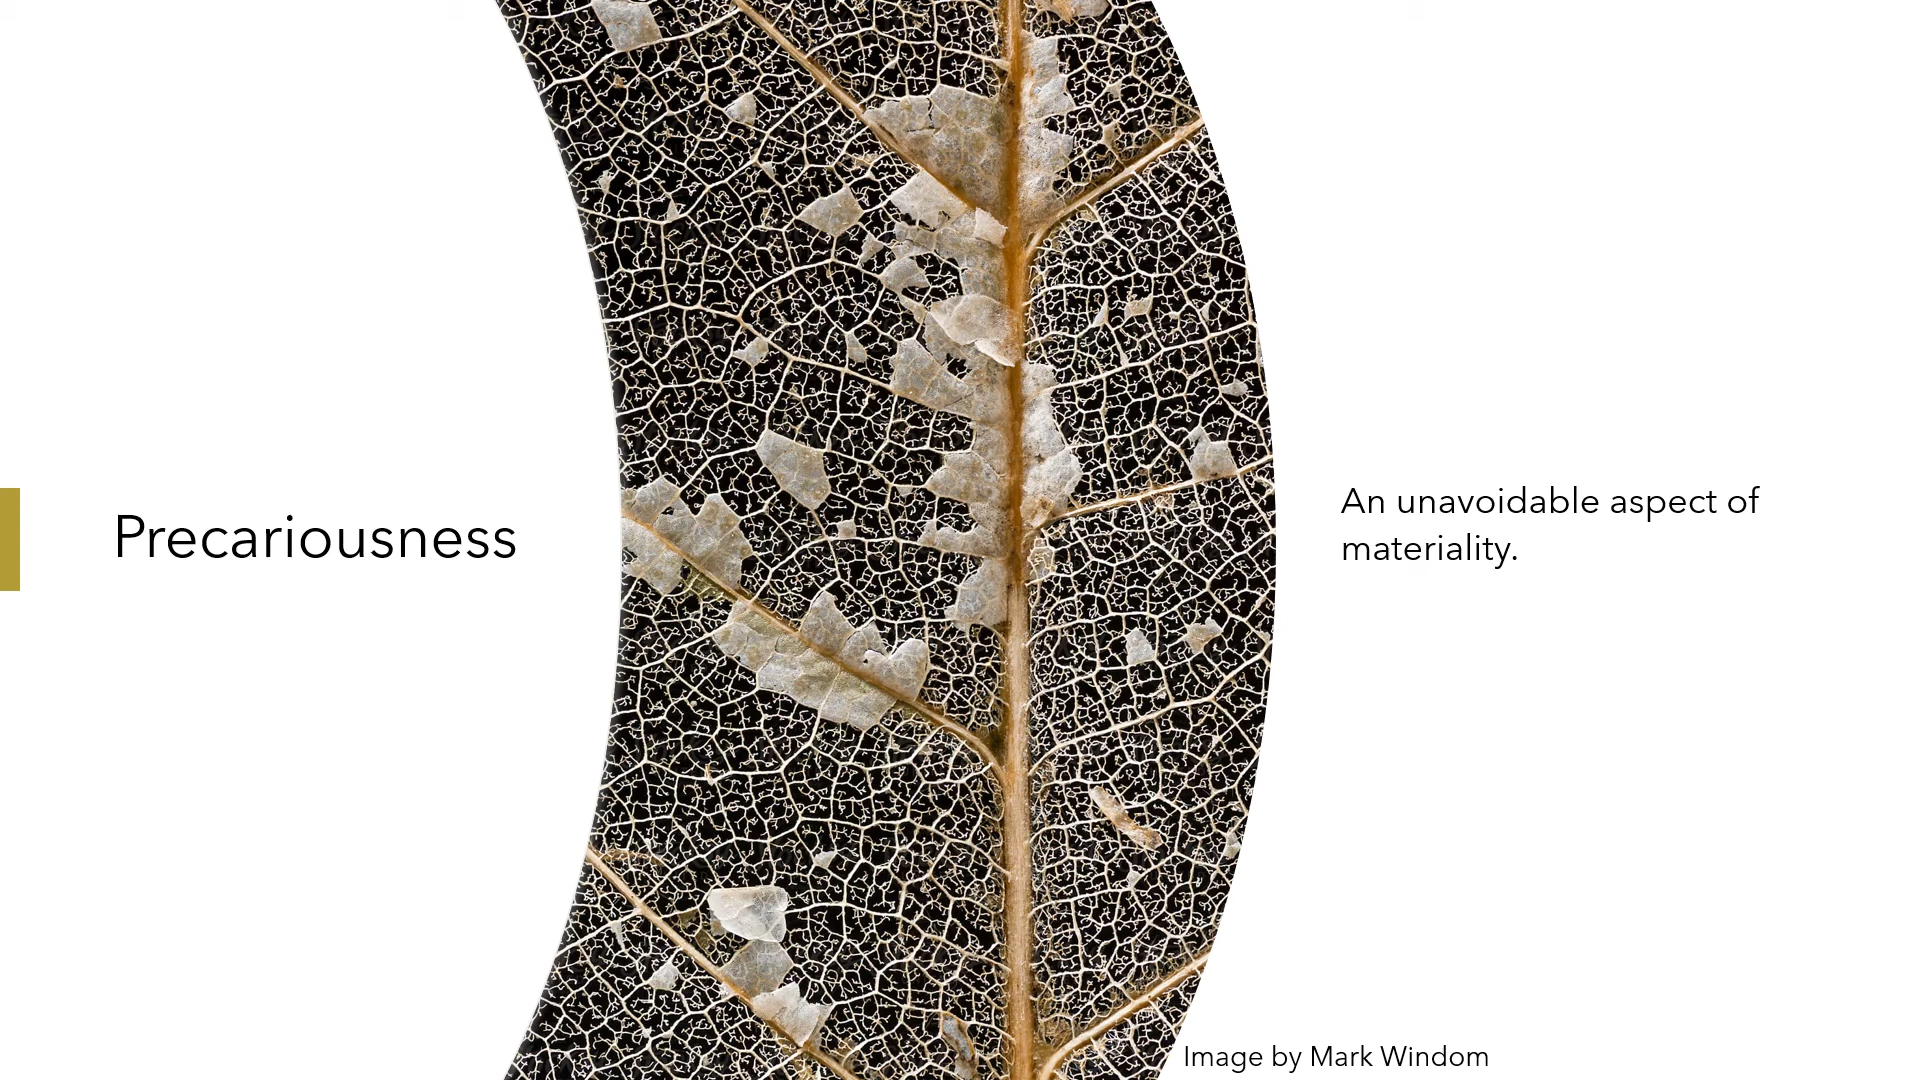 Precariousness
An unavoidable aspect of
materiality.
Image by Mark Windom